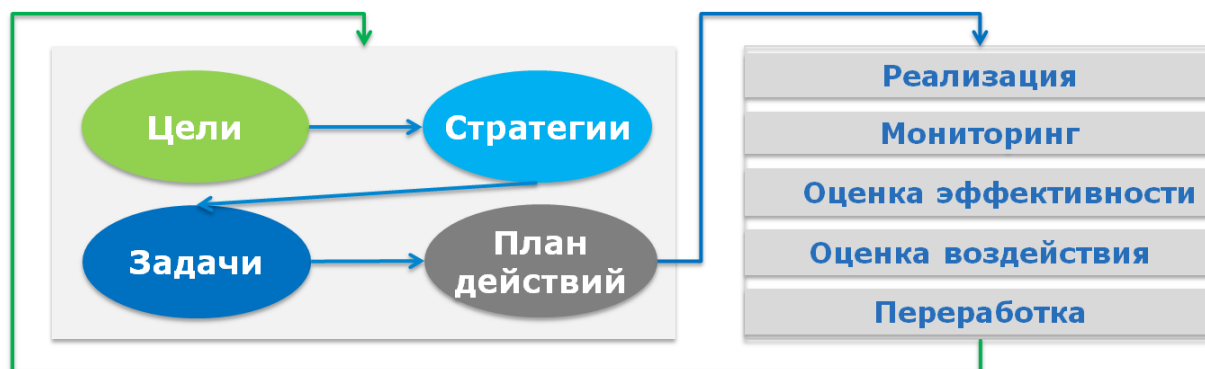 Цели
Стратегии
Задачи
План
действий
Реализация
Мониторинг
Оценка эффективности
Оценка воздействия
Переработка